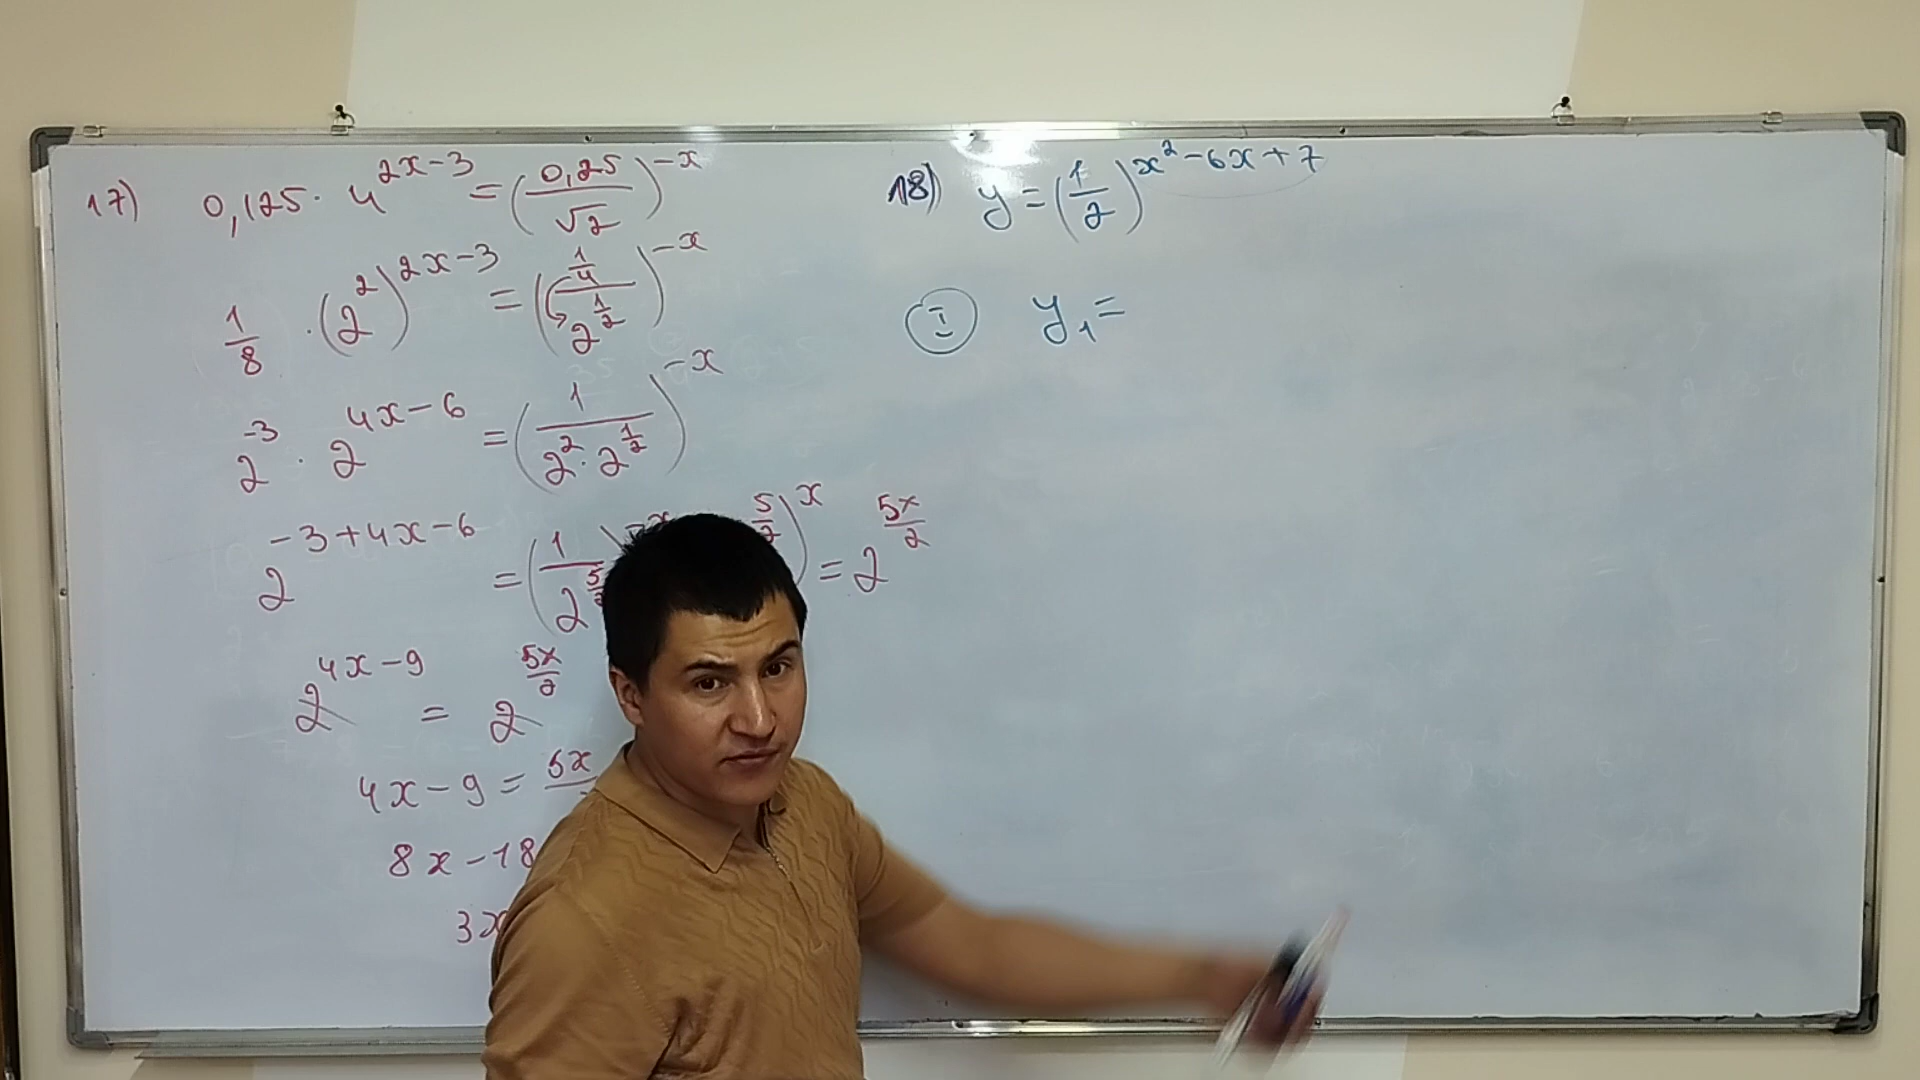 17) 0,125 · 4^{2x-3} = (0,25/√2)^{-x}
1/8 · (2^2)^{2x-3} = ((1/4)/2^{1/2})^{-x}
2^{-3} · 2^{4x-6} = (1/(2^2 · 2^{1/2}))^{-x}
2^{-3+4x-6} = (1/2^{5/2})^{-x} 5/2)^x = 2^{5x/2}
2^{4x-9} = 2^{5x/2}
4x-9 = 5x
8x-18
3x
18) y = (1/2)^{x^2-6x+7}
I y_1 =